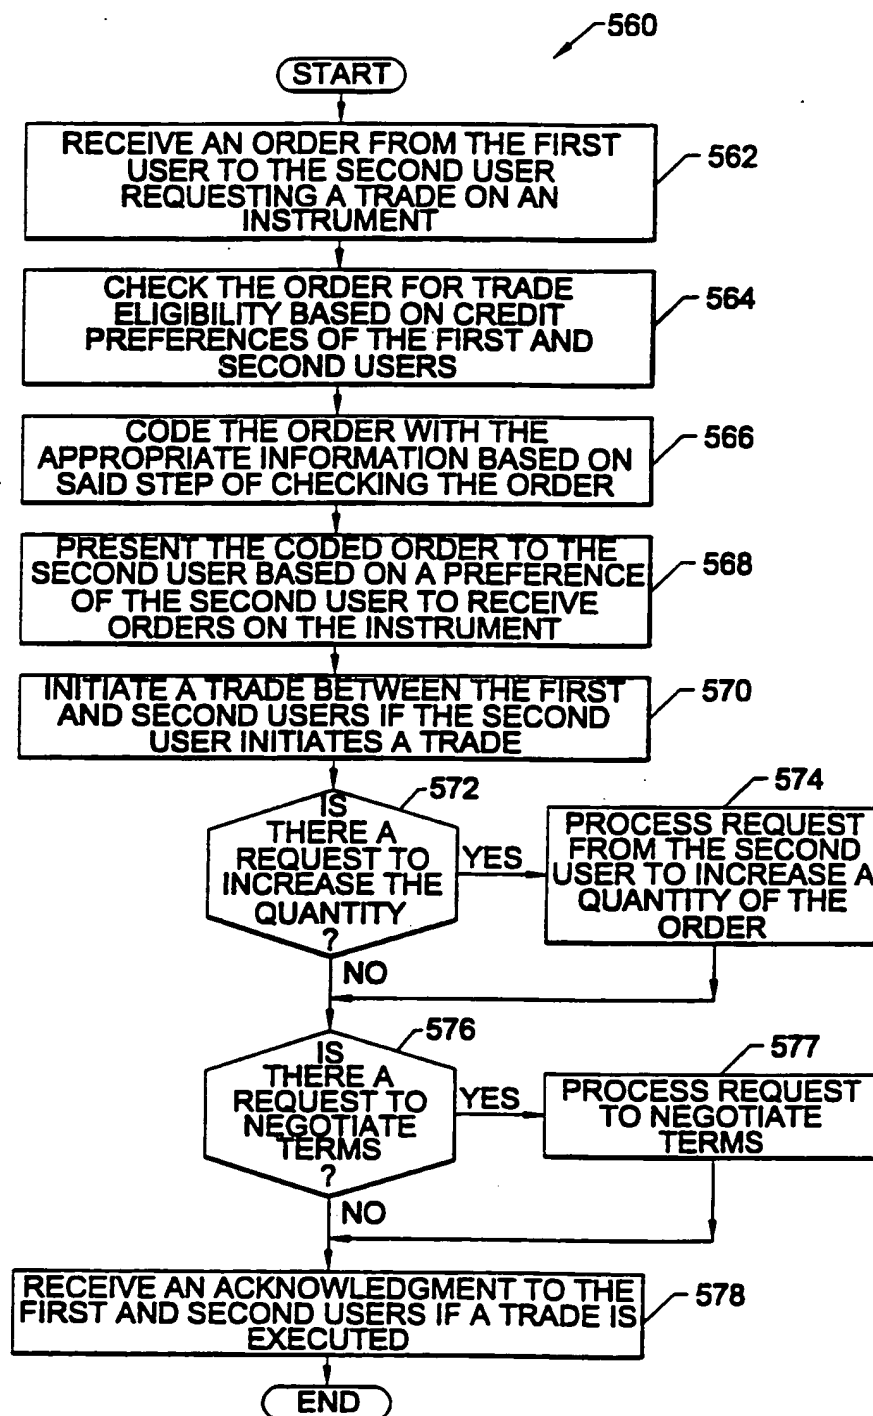 560
START
RECEIVE AN ORDER FROM THE FIRST
USER TO THE SECOND USER
REQUESTING A TRADE ON AN
INSTRUMENT
562
CHECK THE ORDER FOR TRADE
ELIGIBILITY BASED ON CREDIT
PREFERENCES OF THE FIRST AND
SECOND USERS
564
CODE THE ORDER WITH THE
APPROPRIATE INFORMATION BASED ON
SAID STEP OF CHECKING THE ORDER
566
PRESENT THE CODED ORDER TO THE
SECOND USER BASED ON A PREFERENCE
OF THE SECOND USER TO RECEIVE
ORDERS ON THE INSTRUMENT
568
INITIATE A TRADE BETWEEN THE FIRST
AND SECOND USERS IF THE SECOND
USER INITIATES A TRADE
570
572
IS
THERE A
REQUEST TO
INCREASE THE
QUANTITY
?
YES
NO
574
PROCESS REQUEST
FROM THE SECOND
USER TO INCREASE A
QUANTITY OF THE
ORDER
576
IS
THERE A
REQUEST TO
NEGOTIATE
TERMS
?
YES
NO
577
PROCESS REQUEST
TO NEGOTIATE
TERMS
RECEIVE AN ACKNOWLEDGMENT TO THE
FIRST AND SECOND USERS IF A TRADE IS
EXECUTED
578
END